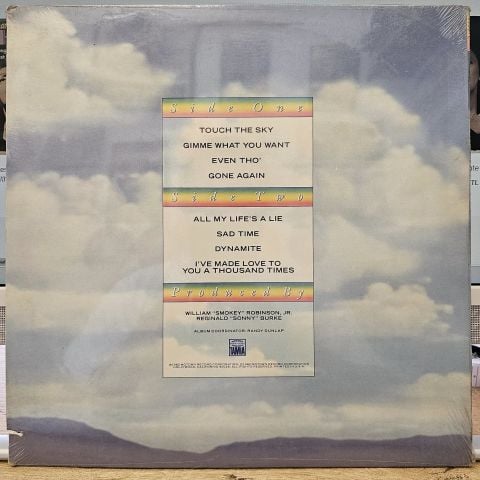 Side One
TOUCH THE SKY
GIMME WHAT YOU WANT
EVEN THO'
GONE AGAIN
Side Two
ALL MY LIFE'S A LIE
SAD TIME
DYNAMITE
I'VE MADE LOVE TO
YOU A THOUSAND TIMES
Produced By
WILLIAM "SMOKEY" ROBINSON, JR.
REGINALD "SONNY" BURKE
ALBUM COORDINATOR: RANDY DUNLAP
TAMLA